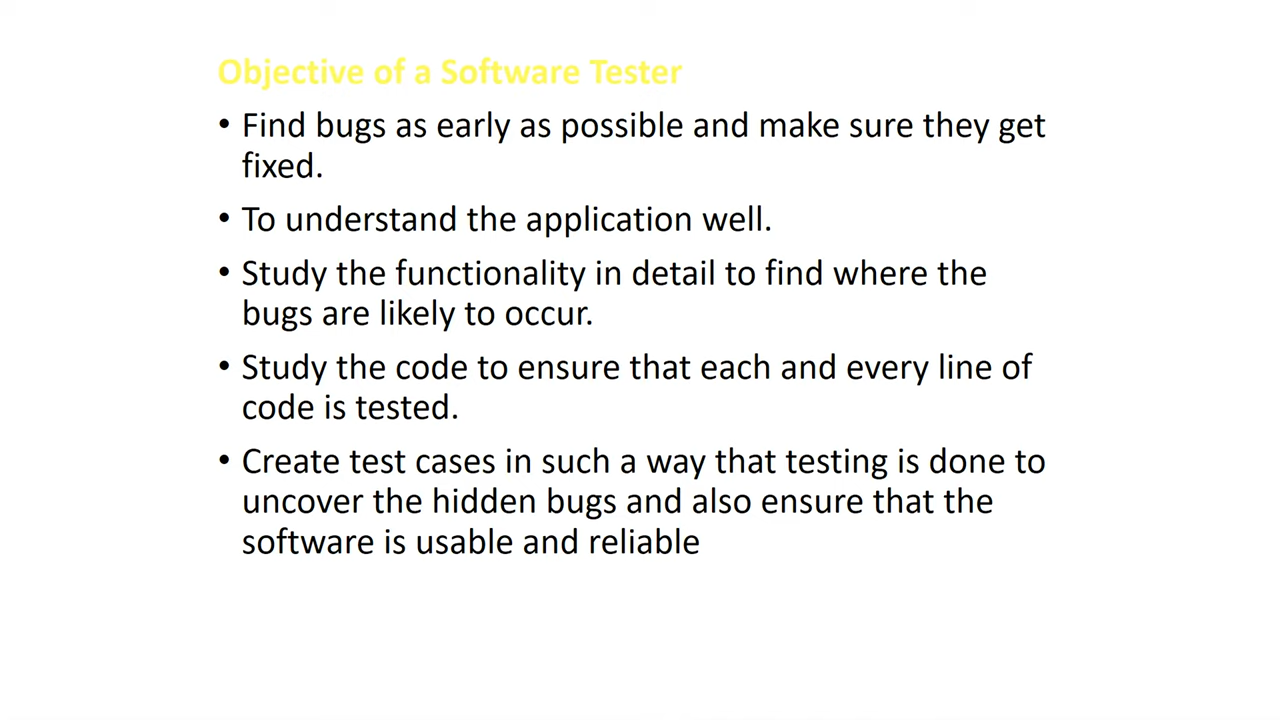 Objective of a Software Tester
• Find bugs as early as possible and make sure they get
fixed.
• To understand the application well.
• Study the functionality in detail to find where the
bugs are likely to occur.
• Study the code to ensure that each and every line of
code is tested.
• Create test cases in such a way that testing is done to
uncover the hidden bugs and also ensure that the
software is usable and reliable